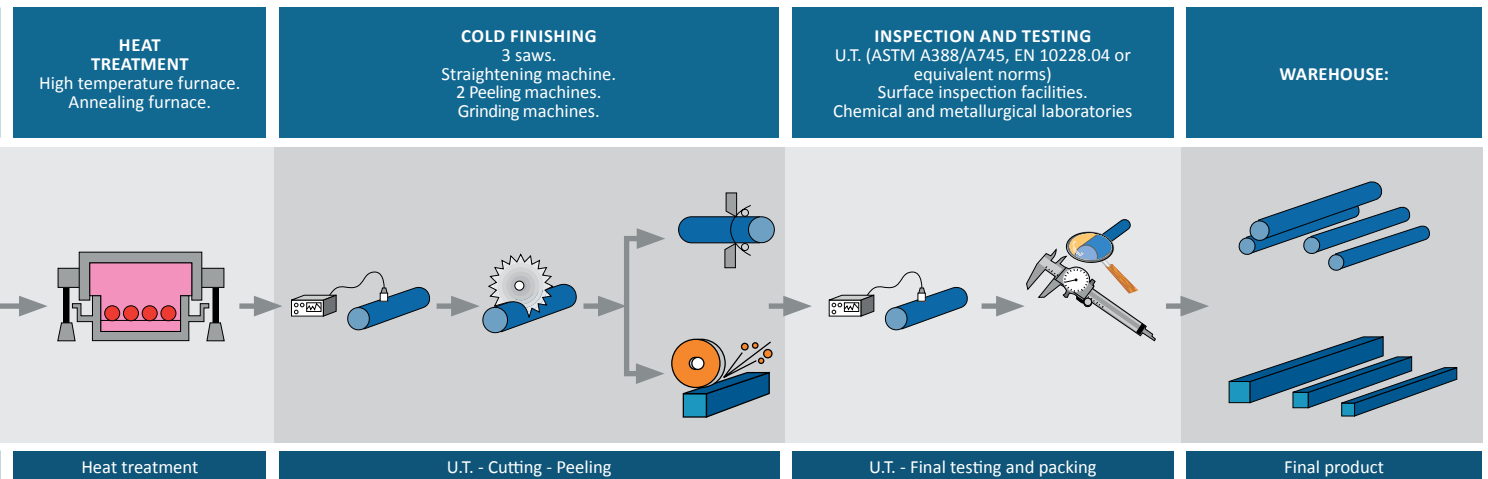 HEAT
TREATMENT
High temperature furnace.
Annealing furnace.
COLD FINISHING
3 saws.
Straightening machine.
2 Peeling machines.
Grinding machines.
INSPECTION AND TESTING
U.T. (ASTM A388/A745, EN 10228.04 or
equivalent norms)
Surface inspection facilities.
Chemical and metallurgical laboratories
WAREHOUSE:
Heat treatment
U.T. - Cutting - Peeling
U.T. - Final testing and packing
Final product